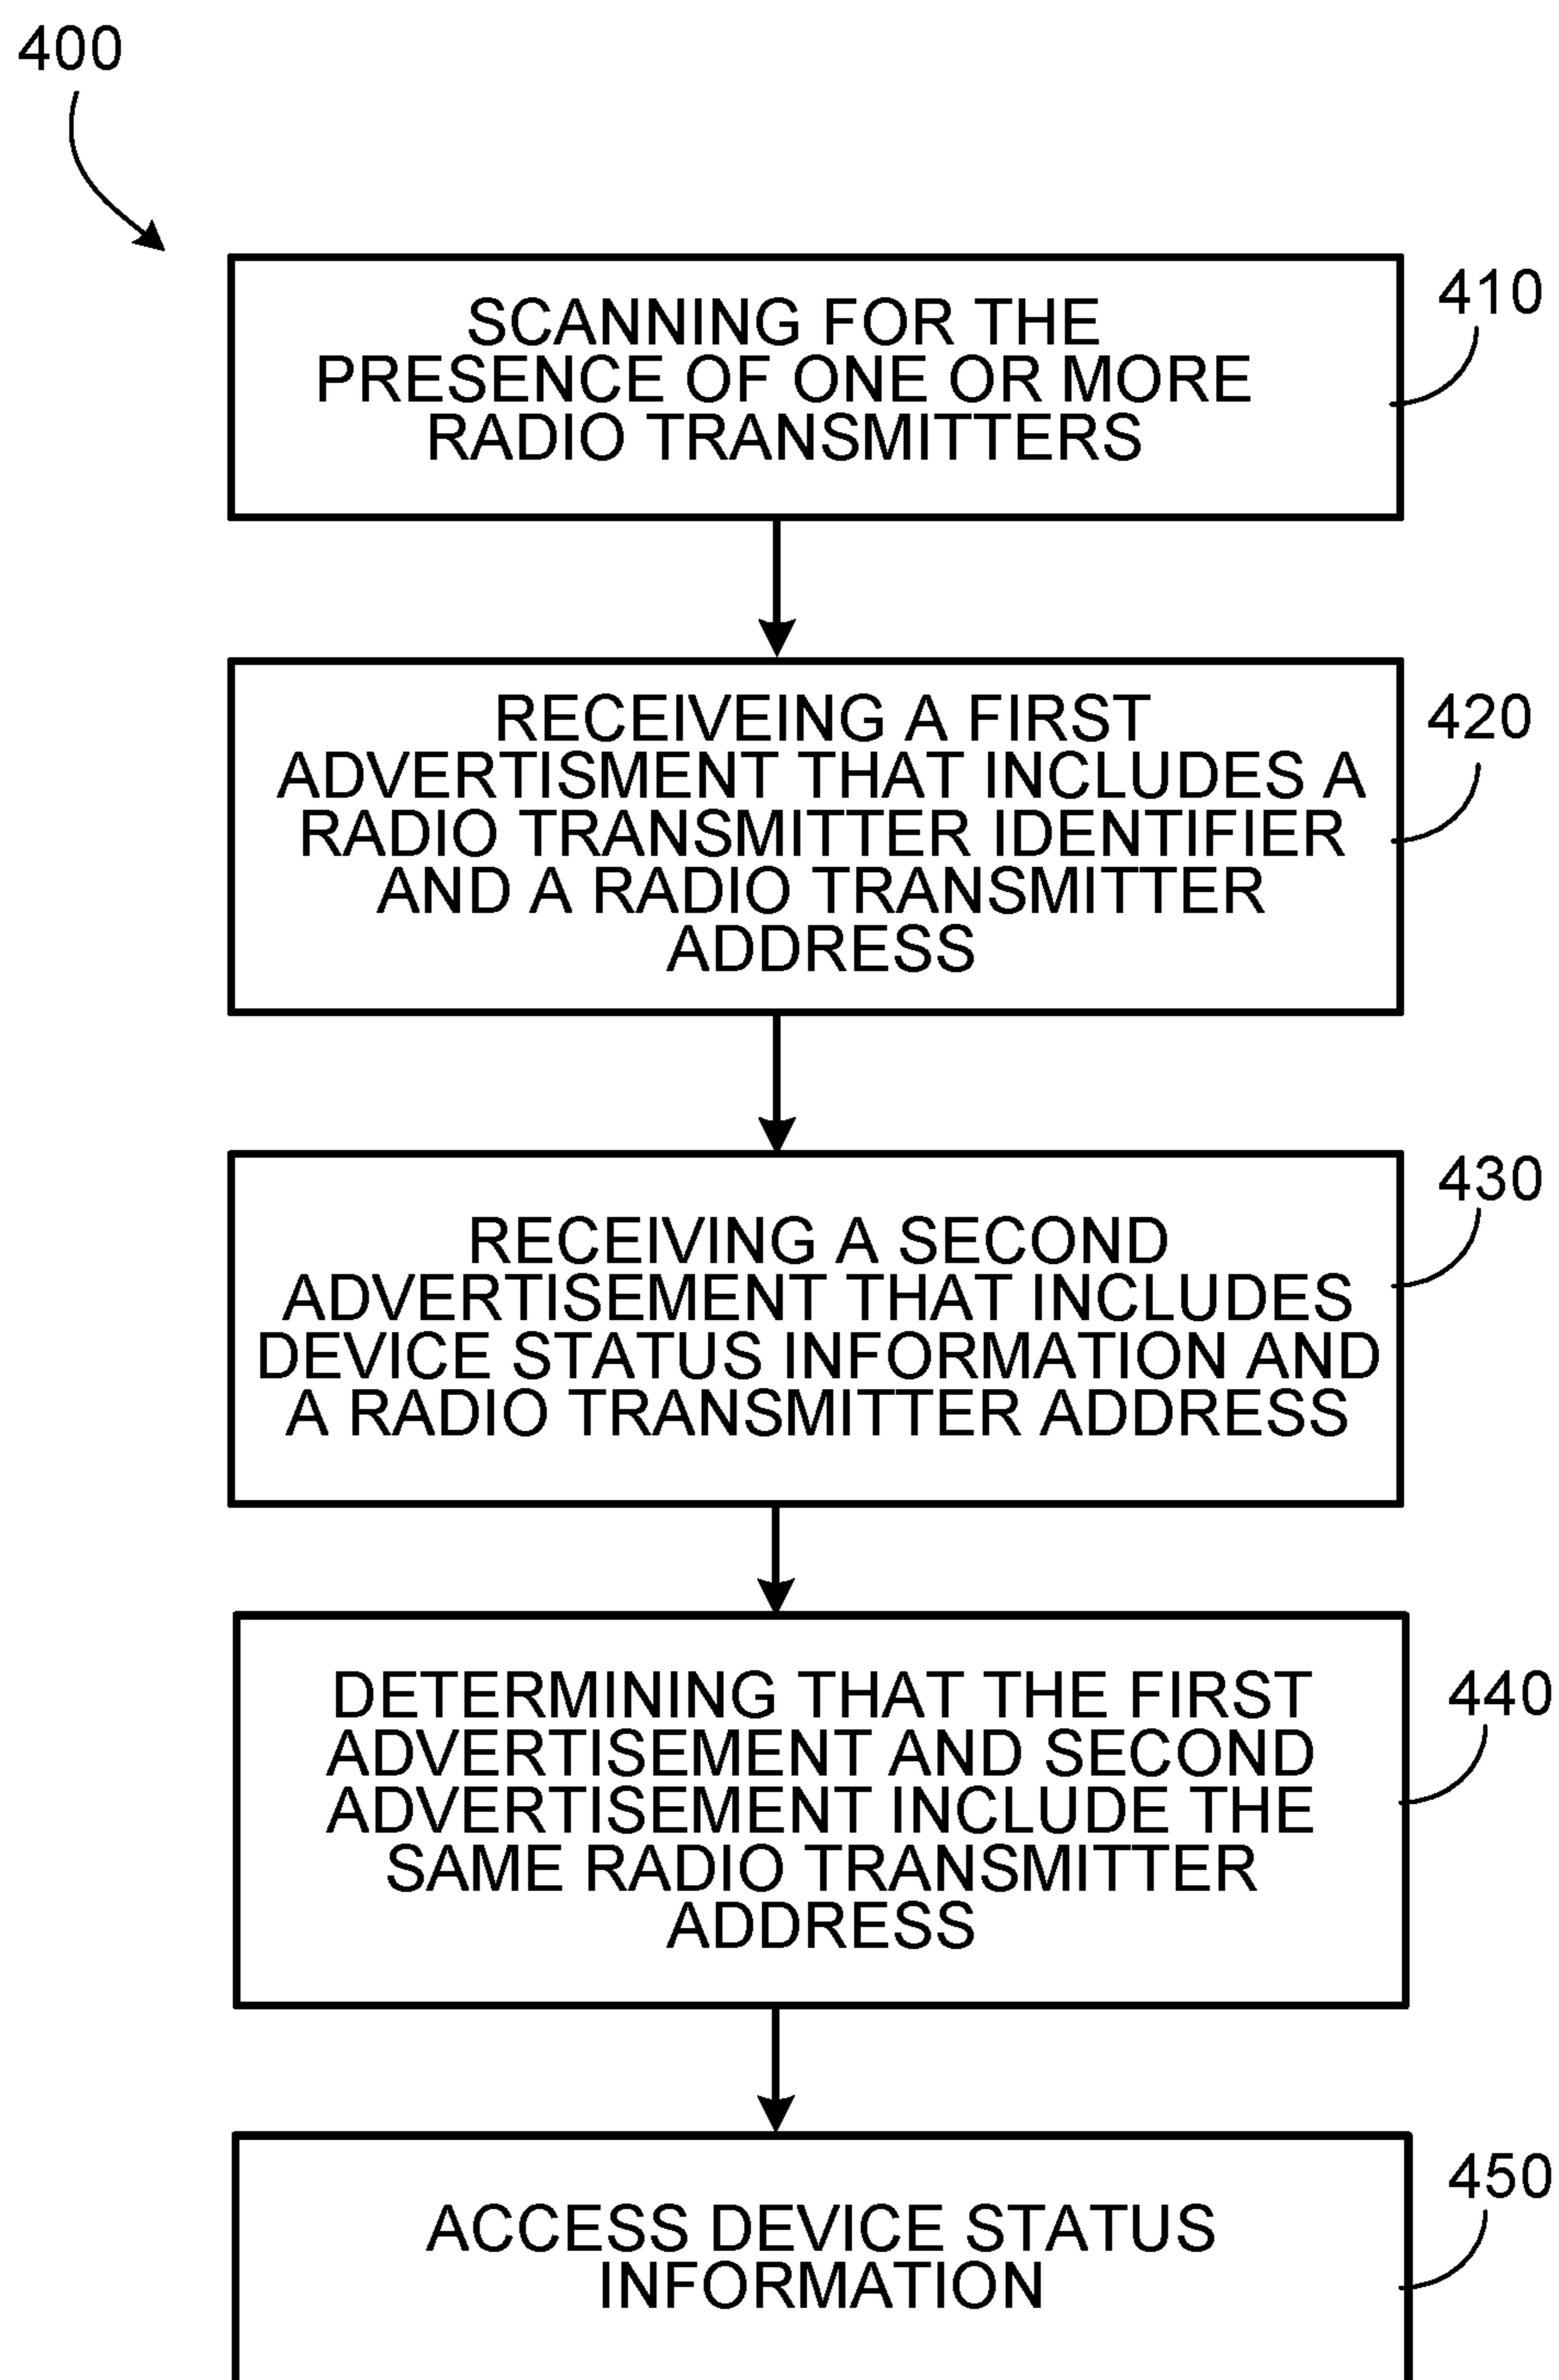 400
SCANNING FOR THE
PRESENCE OF ONE OR MORE
RADIO TRANSMITTERS
410
RECEIVEING A FIRST
ADVERTISMENT THAT INCLUDES A
RADIO TRANSMITTER IDENTIFIER
AND A RADIO TRANSMITTER
ADDRESS
420
RECEIVING A SECOND
ADVERTISEMENT THAT INCLUDES
DEVICE STATUS INFORMATION AND
A RADIO TRANSMITTER ADDRESS
430
DETERMINING THAT THE FIRST
ADVERTISEMENT AND SECOND
ADVERTISEMENT INCLUDE THE
SAME RADIO TRANSMITTER
ADDRESS
440
ACCESS DEVICE STATUS
INFORMATION
450